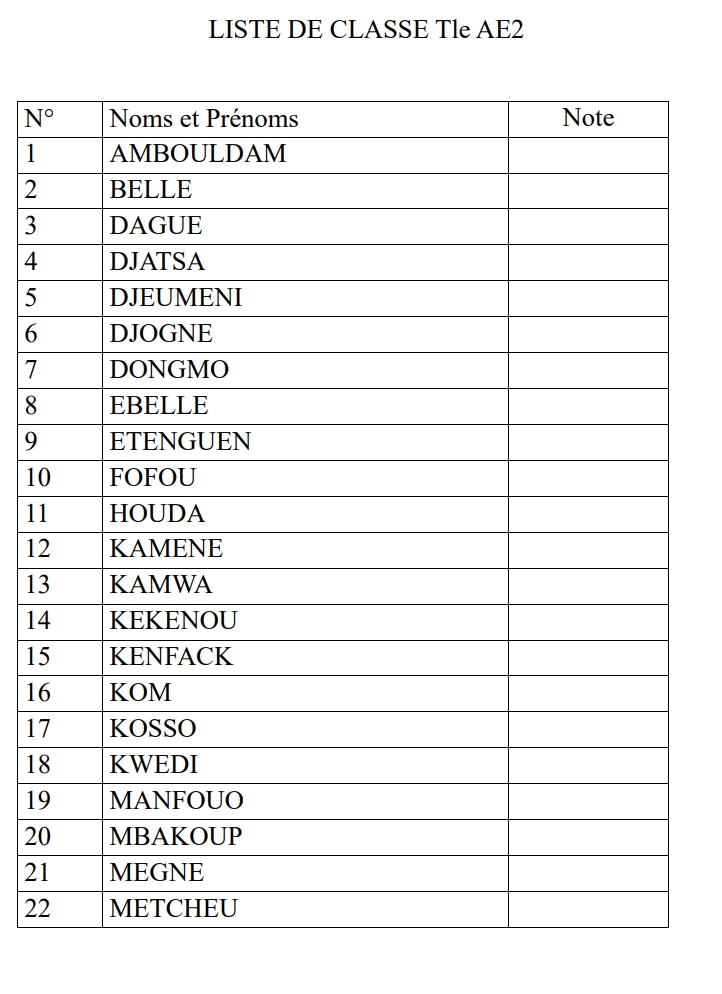 LISTE DE CLASSE Tle AE2
N° Noms et Prénoms Note
1 AMBOULDAM
2 BELLE
3 DAGUE
4 DJATSA
5 DJEUMENI
6 DJOGNE
7 DONGMO
8 EBELLE
9 ETENGUEN
10 FOFOU
11 HOUDA
12 KAMENE
13 KAMWA
14 KEKENOU
15 KENFACK
16 KOM
17 KOSSO
18 KWEDI
19 MANFOUO
20 MBAKOUP
21 MEGNE
22 METCHEU